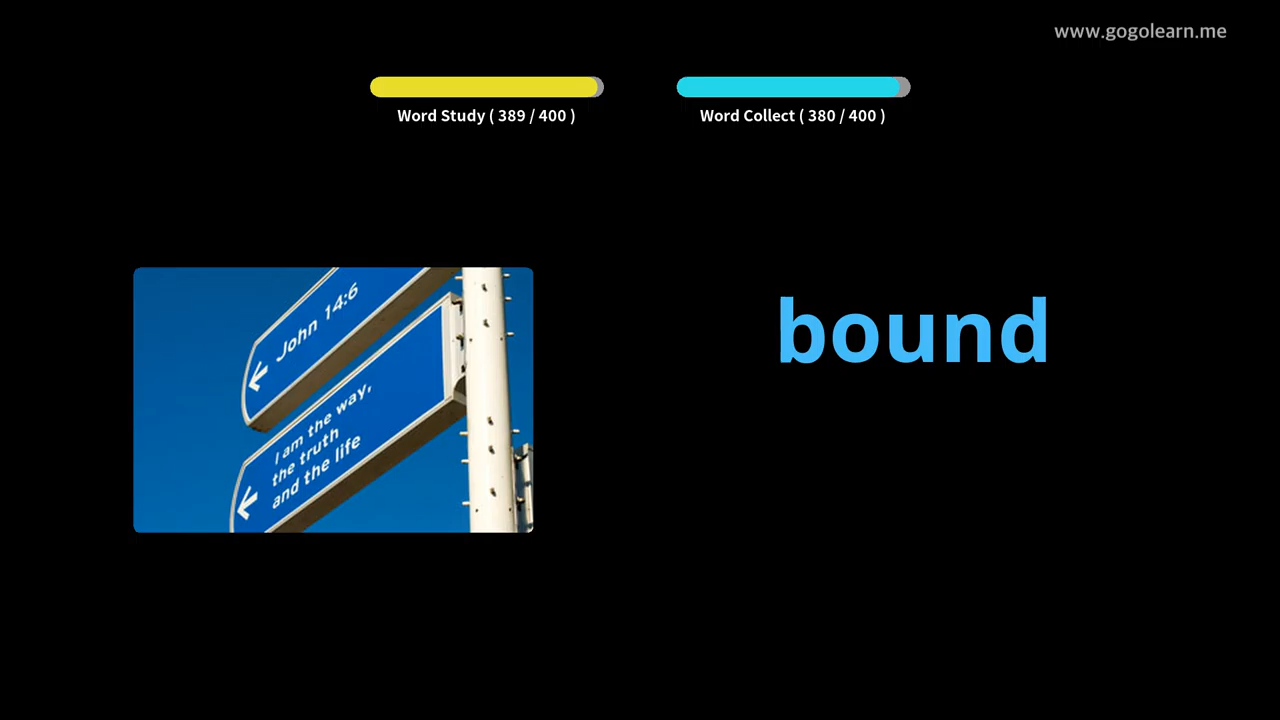 www.gogolearn.me
Word Study ( 389 / 400 )
Word Collect ( 380 / 400 )
John 14:6
I am the way,
the truth
and the life
bound